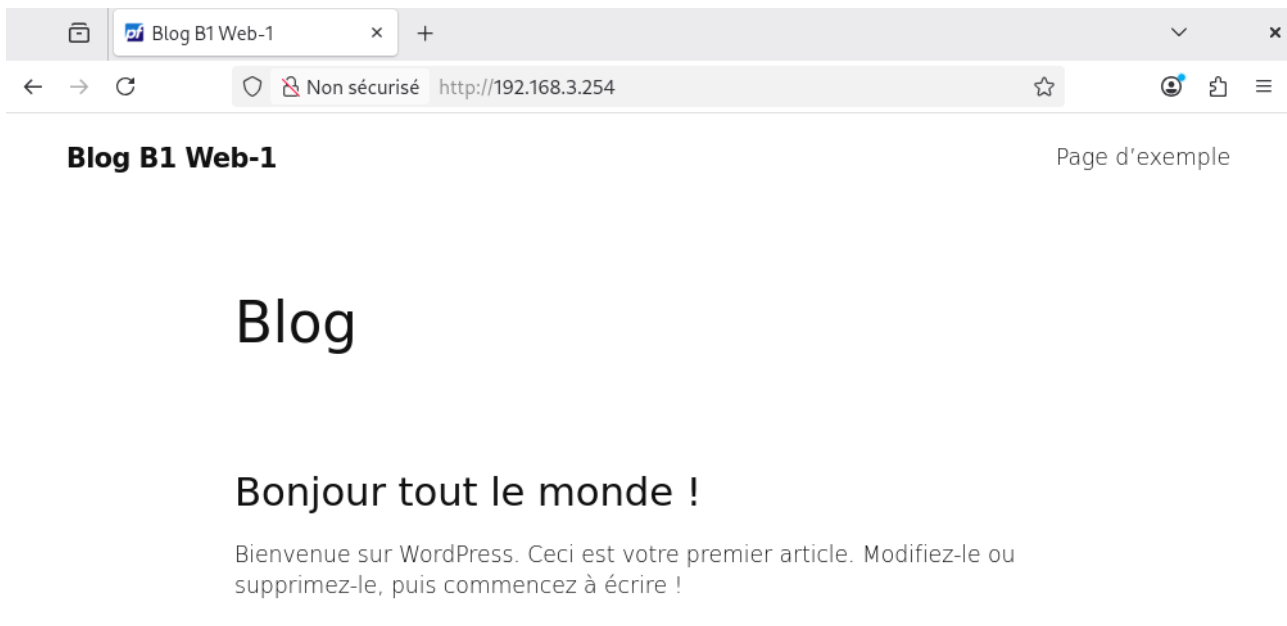 pf Blog B1 Web-1
Non sécurisé http://192.168.3.254
Blog B1 Web-1
Page d’exemple
Blog
Bonjour tout le monde !
Bienvenue sur WordPress. Ceci est votre premier article. Modifiez-le ou
supprimez-le, puis commencez à écrire !